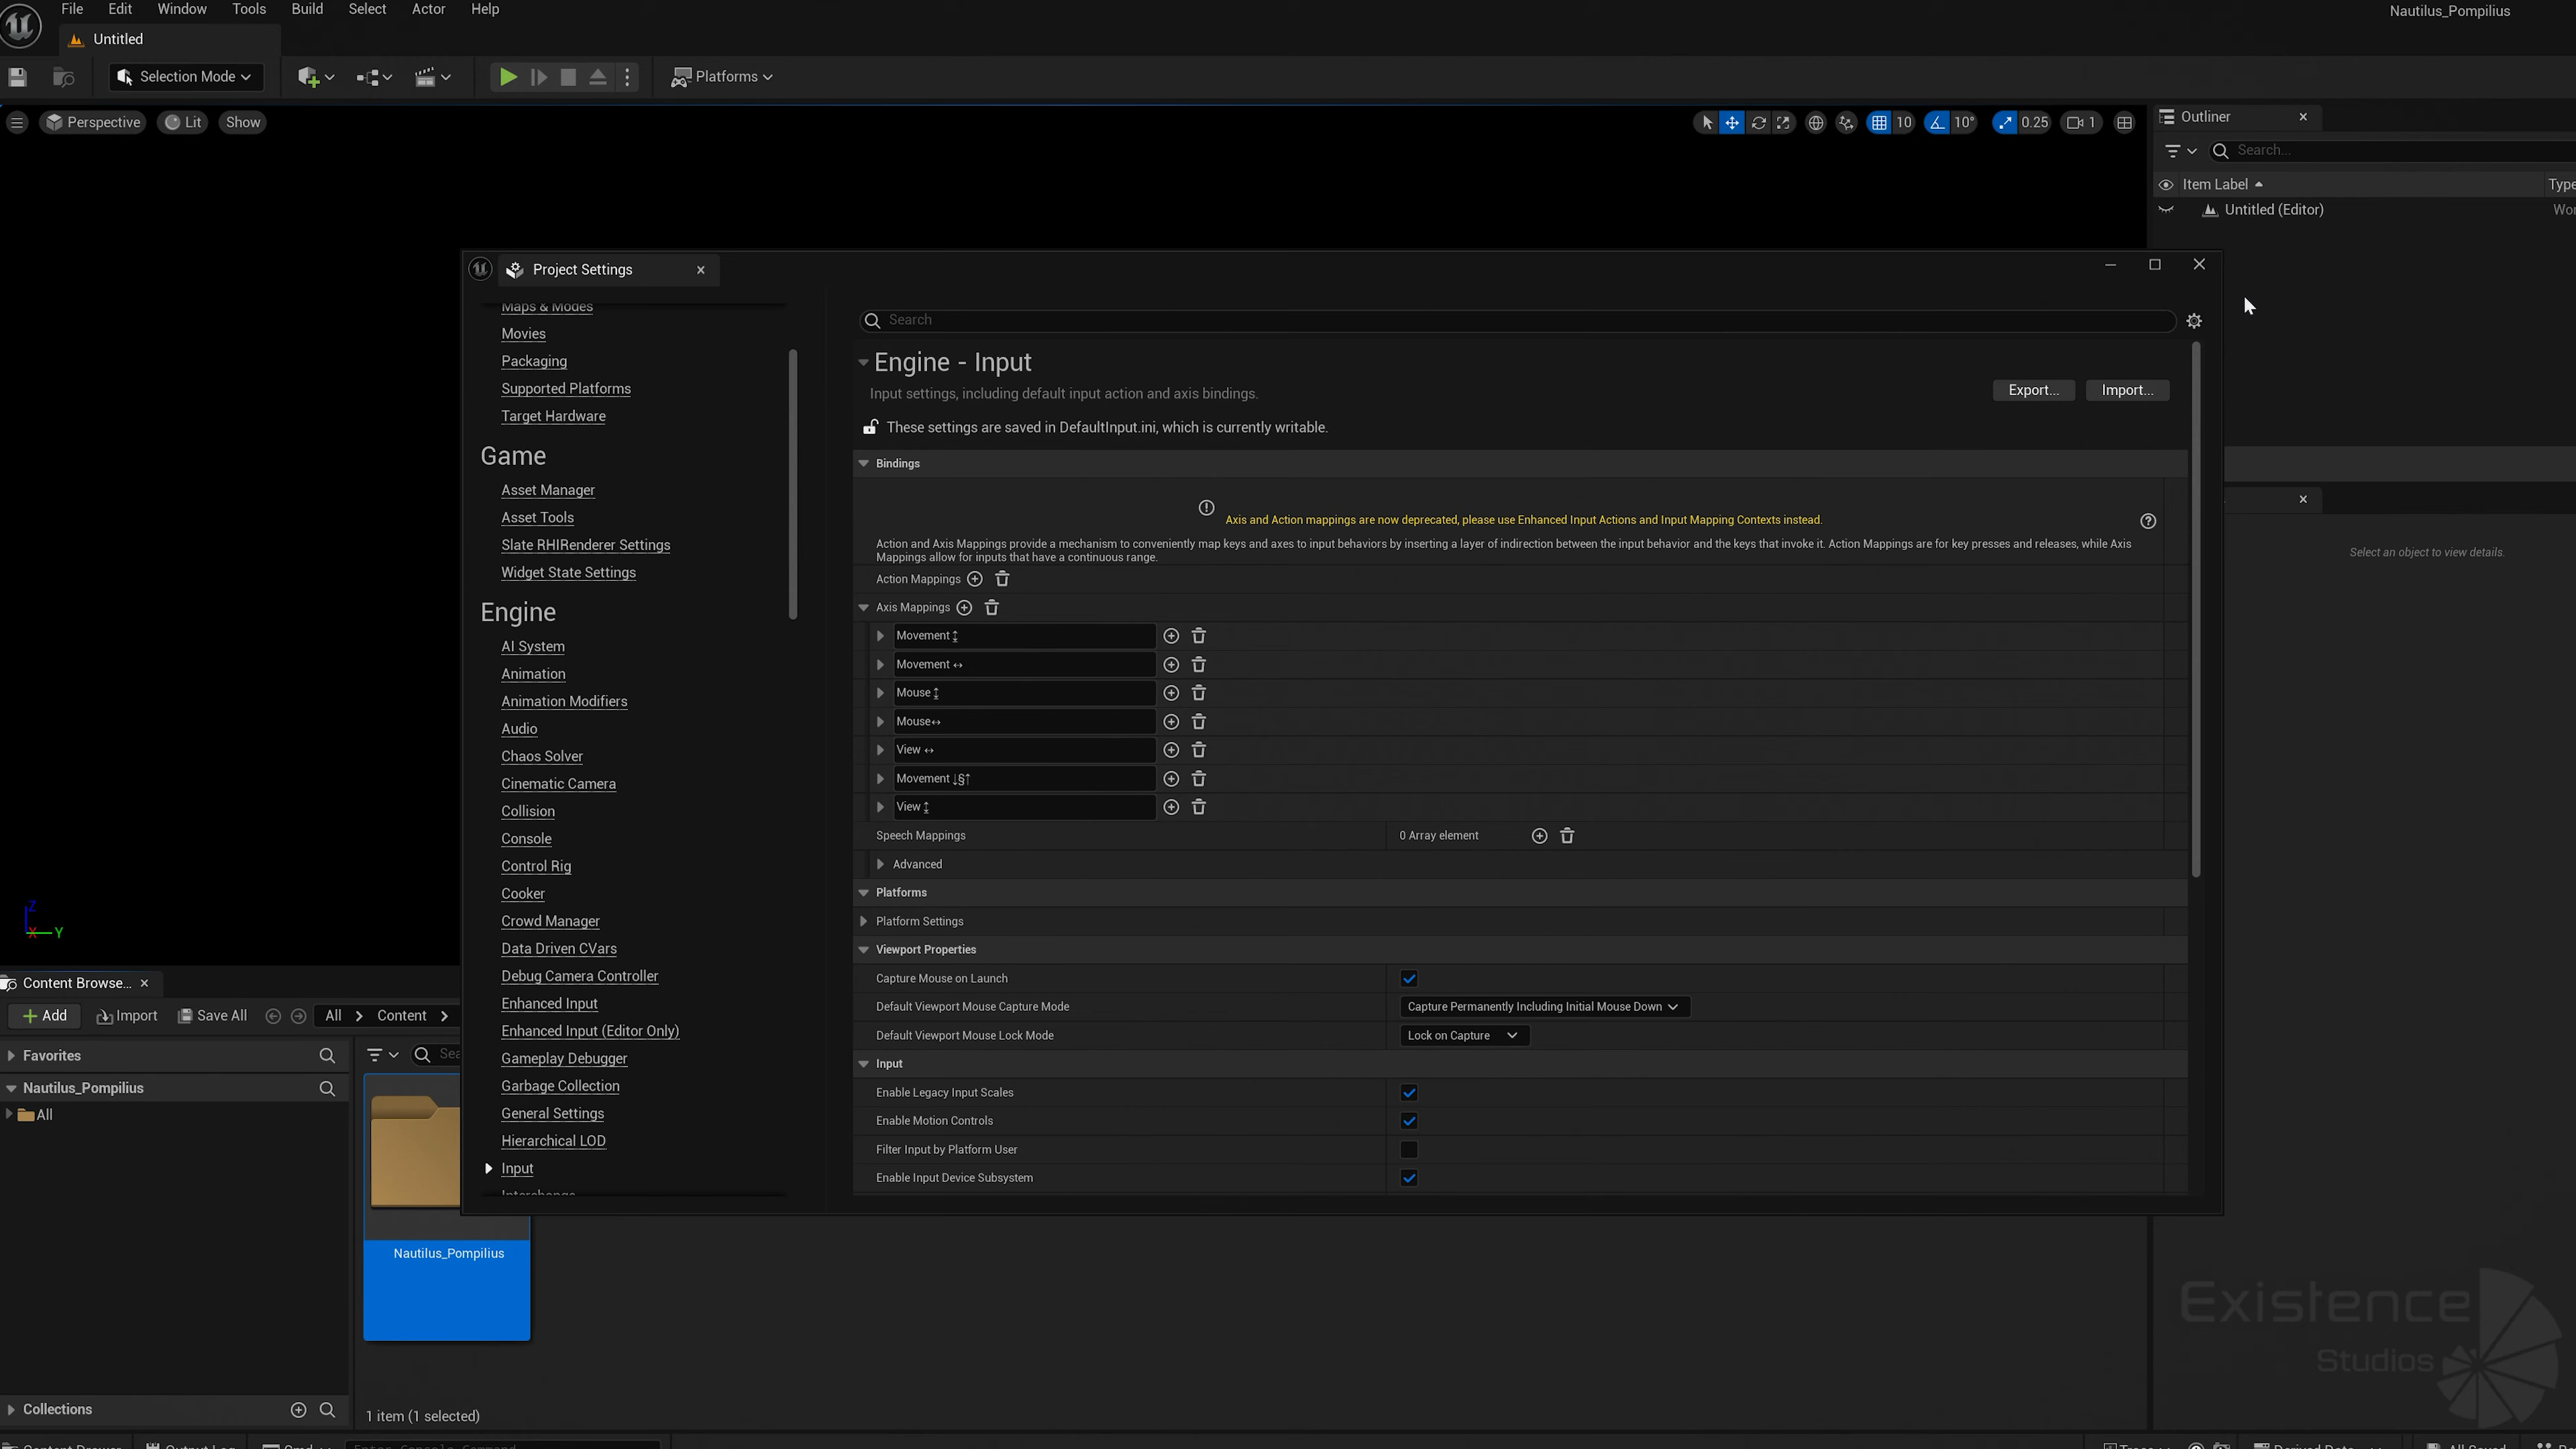 File Edit Window Tools Build Select Actor Help
Nautilus_Pompilius
Untitled
Selection Mode
Platforms
Perspective Lit Show
10 10° 0.25 1
Outliner
Search...
Item Label
Untitled (Editor)
Project Settings
Maps & Modes
Movies
Packaging
Supported Platforms
Target Hardware
Game
Asset Manager
Asset Tools
Slate RHIRenderer Settings
Widget State Settings
Engine
AI System
Animation
Animation Modifiers
Audio
Chaos Solver
Cinematic Camera
Collision
Console
Control Rig
Cooker
Crowd Manager
Data Driven CVars
Debug Camera Controller
Enhanced Input
Enhanced Input (Editor Only)
Gameplay Debugger
Garbage Collection
General Settings
Hierarchical LOD
Input
Search
Engine - Input
Input settings, including default input action and axis bindings.
Export... Import...
These settings are saved in DefaultInput.ini, which is currently writable.
Bindings
Axis and Action mappings are now deprecated, please use Enhanced Input Actions and Input Mapping Contexts instead.
Action and Axis Mappings provide a mechanism to conveniently map keys and axes to input behaviors by inserting a layer of indirection between the input behavior and the keys that invoke it. Action Mappings are for key presses and releases, while Axis
Mappings allow for inputs that have a continuous range.
Action Mappings
Axis Mappings
Movement ↨
Movement ↔
Mouse ↨
Mouse↔
View ↔
Movement ↓§↑
View ↨
Speech Mappings 0 Array element
Advanced
Platforms
Platform Settings
Viewport Properties
Capture Mouse on Launch
Default Viewport Mouse Capture Mode Capture Permanently Including Initial Mouse Down
Default Viewport Mouse Lock Mode Lock on Capture
Input
Enable Legacy Input Scales
Enable Motion Controls
Filter Input by Platform User
Enable Input Device Subsystem
Select an object to view details.
Z
X Y
Content Browse...
Add Import Save All All Content
Favorites
Nautilus_Pompilius
All
Nautilus_Pompilius
Collections
1 item (1 selected)
Existence
Studios